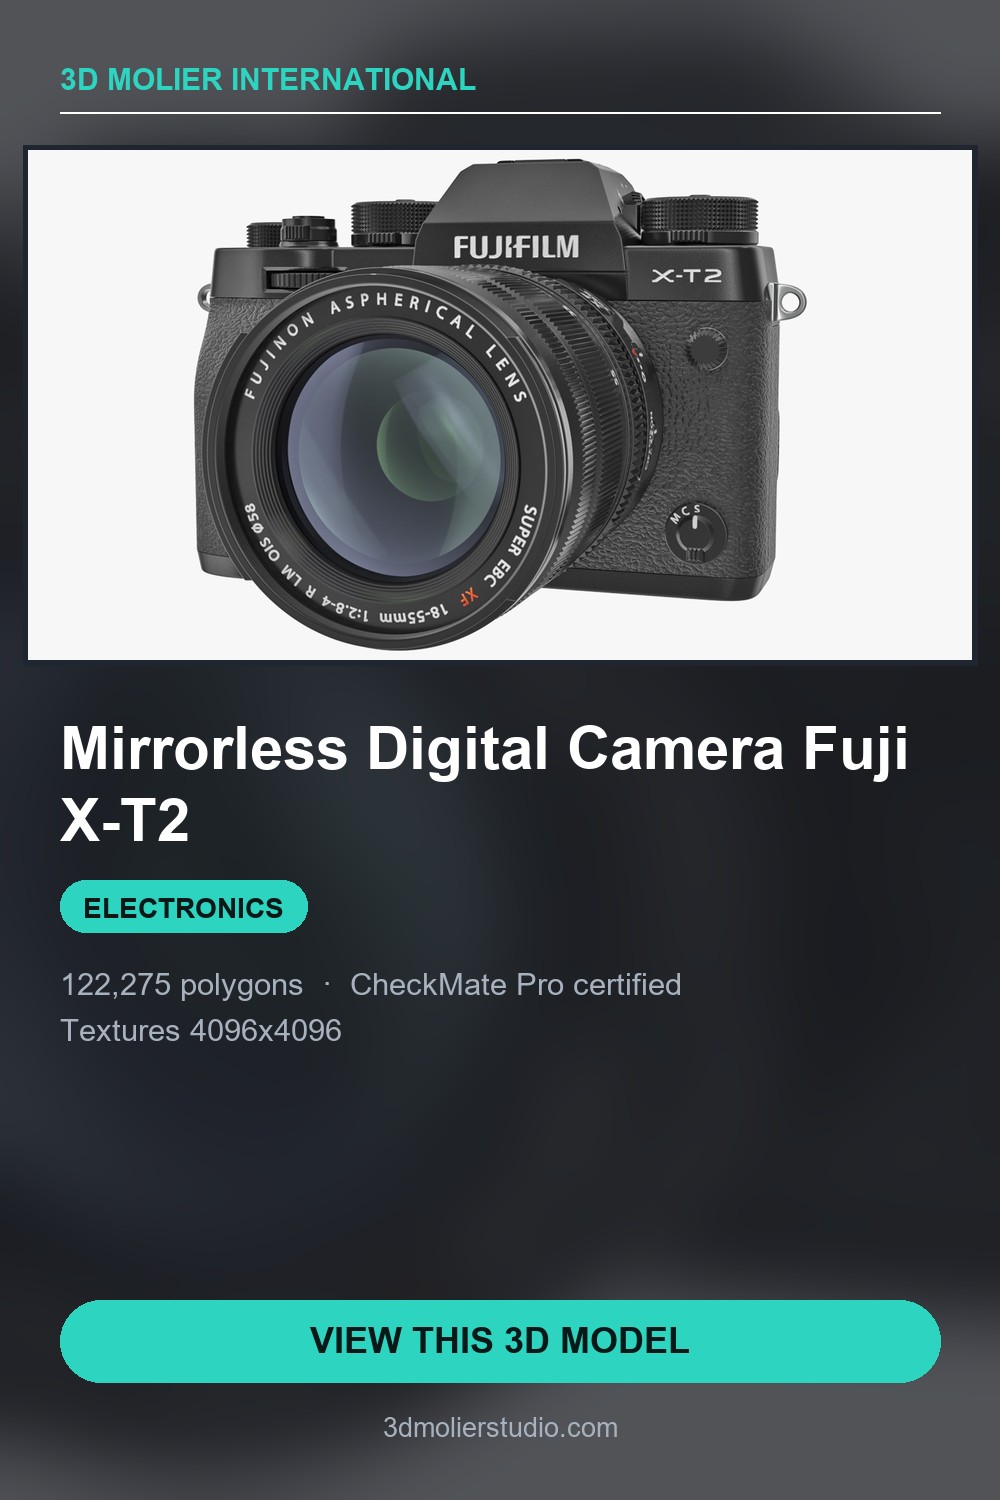 3D MOLIER INTERNATIONAL
FUJIFILM
X-T2
FUJINON ASPHERICAL LENS
SUPER EBC XF 18-55mm 1:2.8-4 R LM OIS ø58
M C S
Mirrorless Digital Camera Fuji
X-T2
ELECTRONICS
122,275 polygons · CheckMate Pro certified
Textures 4096x4096
VIEW THIS 3D MODEL
3dmolierstudio.com